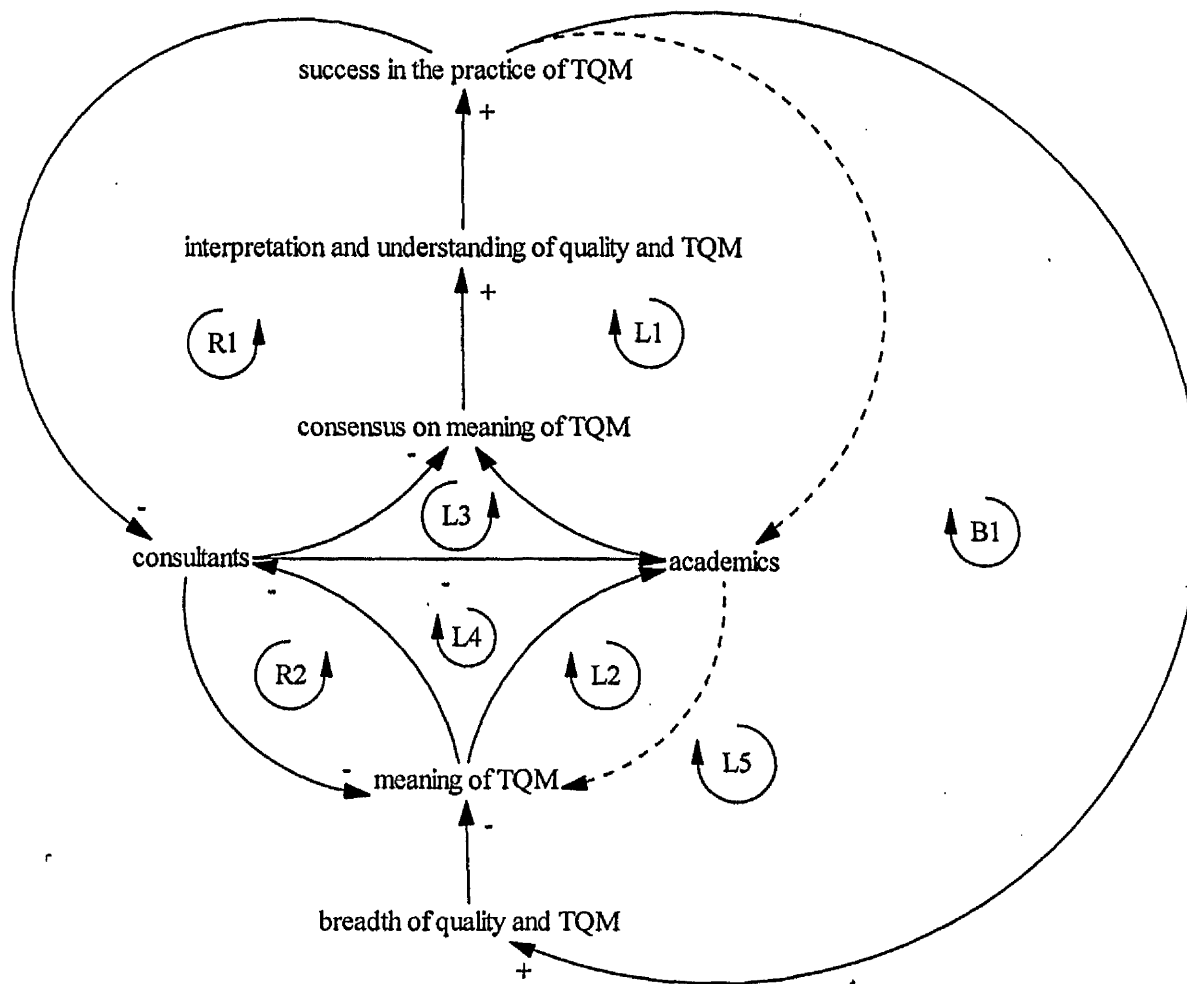 success in the practice of TQM
+
interpretation and understanding of quality and TQM
+
R1
L1
consensus on meaning of TQM
-
L3
B1
-
consultants
academics
-
-
L4
R2
L2
L5
-
meaning of TQM
-
breadth of quality and TQM
+